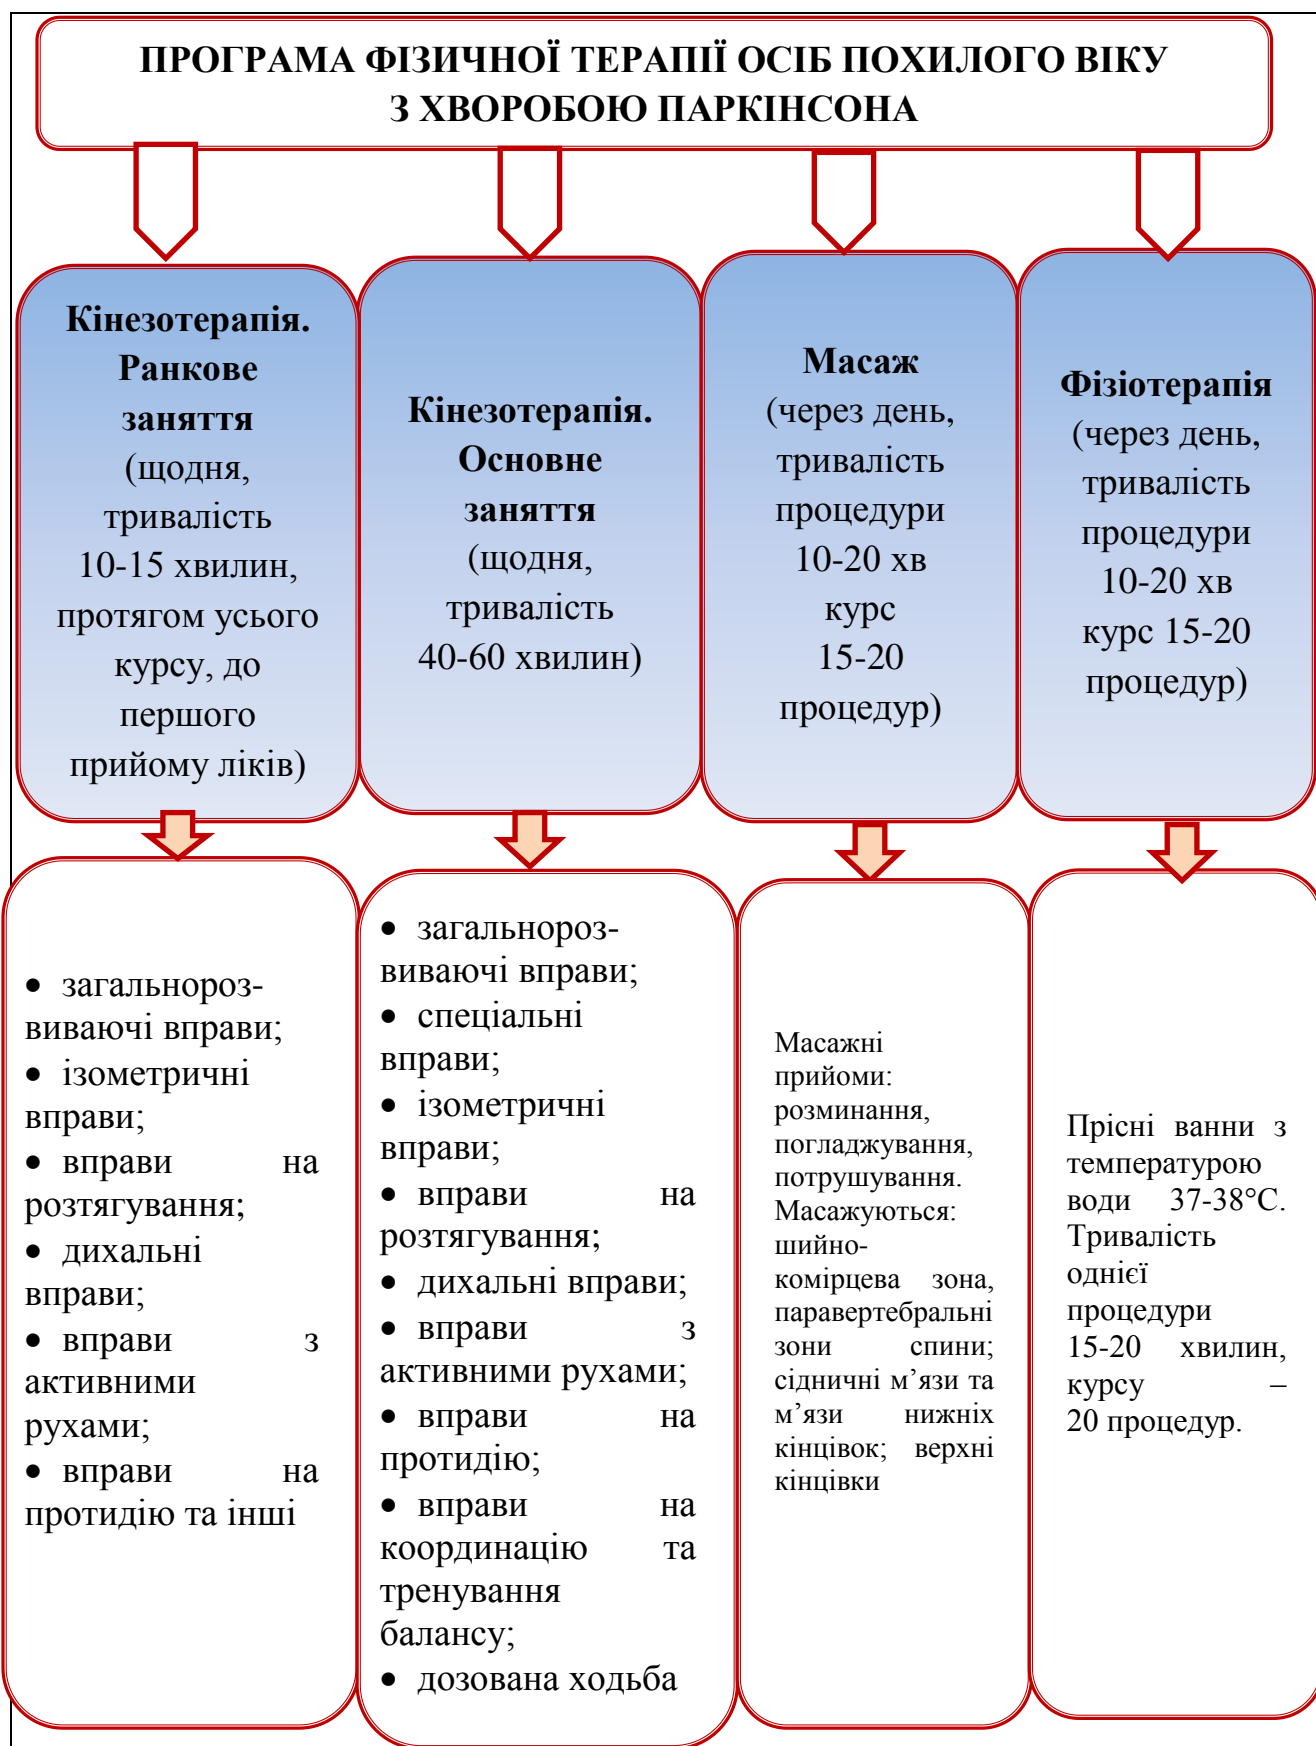 ПРОГРАМА ФІЗИЧНОЇ ТЕРАПІЇ ОСІБ ПОХИЛОГО ВІКУ
З ХВОРОБОЮ ПАРКІНСОНА
Кінезотерапія.
Ранкове
заняття
(щодня,
тривалість
10-15 хвилин,
протягом усього
курсу, до
першого
прийому ліків)
Кінезотерапія.
Основне
заняття
(щодня,
тривалість
40-60 хвилин)
Масаж
(через день,
тривалість
процедури
10-20 хв
курс
15-20
процедур)
Фізіотерапія
(через день,
тривалість
процедури
10-20 хв
курс 15-20
процедур)
• загальнороз-
виваючі вправи;
• ізометричні
вправи;
• вправи на
розтягування;
• дихальні
вправи;
• вправи з
активними
рухами;
• вправи на
протидію та інші
• загальнороз-
виваючі вправи;
• спеціальні
вправи;
• ізометричні
вправи;
• вправи на
розтягування;
• дихальні вправи;
• вправи з
активними рухами;
• вправи на
протидію;
• вправи на
координацію та
тренування
балансу;
• дозована ходьба
Масажні
прийоми:
розминання,
погладжування,
потрушування.
Масажуються:
шийно-
комірцева зона,
паравертебральні
зони спини;
сідничні м’язи та
м’язи нижніх
кінцівок; верхні
кінцівки
Прісні ванни з
температурою
води 37-38°С.
Тривалість
однієї
процедури
15-20 хвилин,
курсу –
20 процедур.